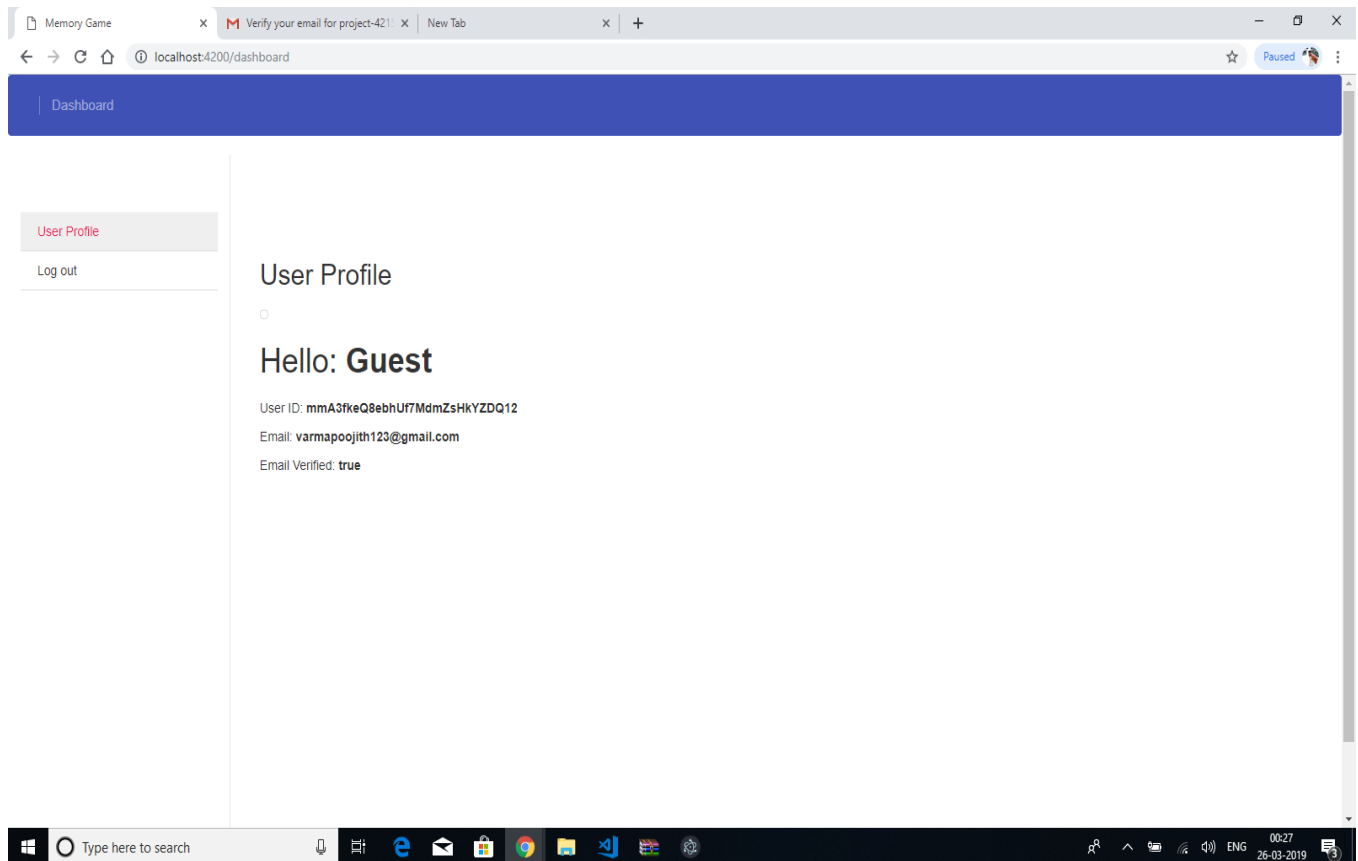 Memory Game
Verify your email for project-421
New Tab
localhost:4200/dashboard
Paused
Dashboard
User Profile
Log out
User Profile
Hello: Guest
User ID: mmA3fkeQ8ebhUf7MdmZsHkYZDQ12
Email: varmapoojith123@gmail.com
Email Verified: true
Type here to search
ENG
00:27
26-03-2019
3